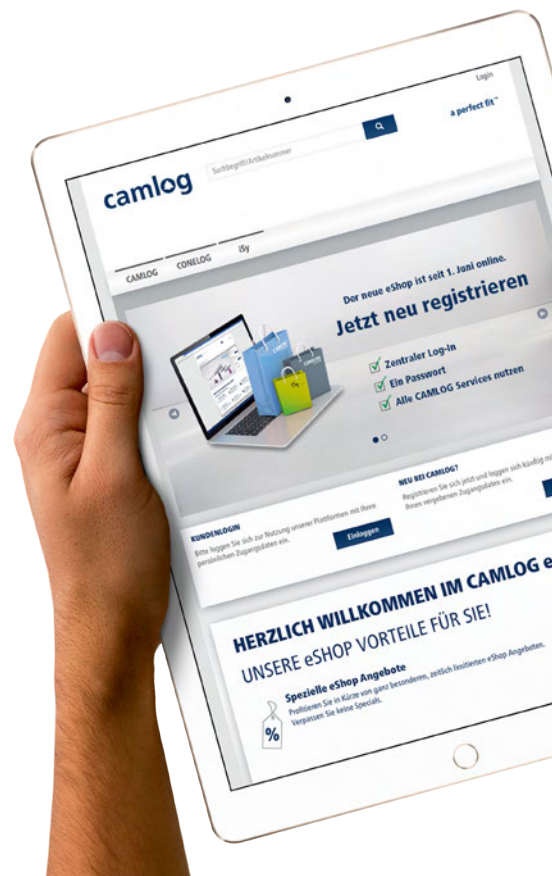 Login
camlog
Suchbegriff/Artikelnummer
a perfect fit™
CAMLOG CONELOG iSy
Der neue eShop ist seit 1. Juni online.
Jetzt neu registrieren
Zentraler Log-In
Ein Passwort
Alle CAMLOG Services nutzen
KUNDENLOGIN
Bitte loggen Sie sich zur Nutzung unserer Plattformen mit Ihren
persönlichen Zugangsdaten ein.
Einloggen
NEU BEI CAMLOG?
Registrieren Sie sich jetzt und loggen sich künftig mi
Ihnen vergebenen Zugangsdaten ein.
HERZLICH WILLKOMMEN IM CAMLOG e
UNSERE eSHOP VORTEILE FÜR SIE!
%
Spezielle eShop Angebote
Profitieren Sie in Kürze von ganz besonderen, zeitlich limitierten eShop Angeboten.
Verpassen Sie keine Specials.